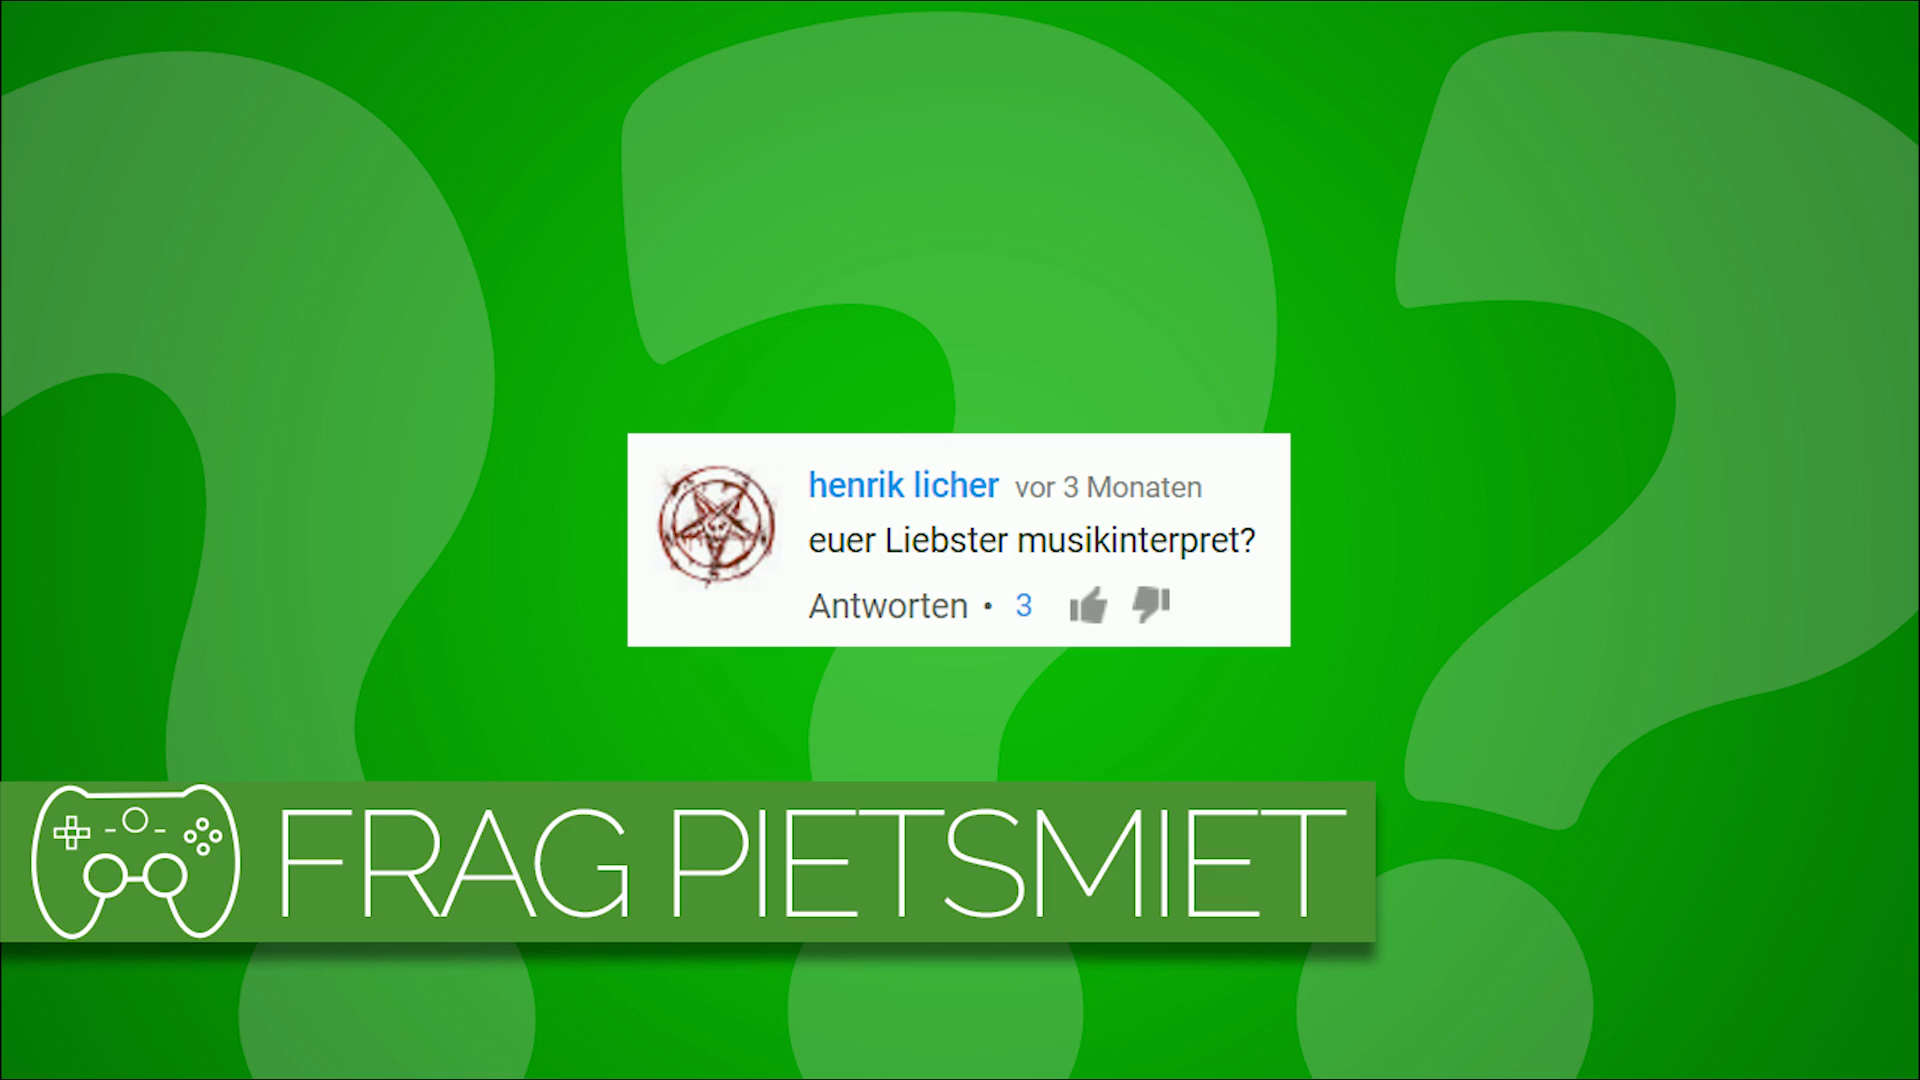 henrik licher vor 3 Monaten
euer Liebster musikinterpret?
Antworten • 3
FRAG PIETSMIET